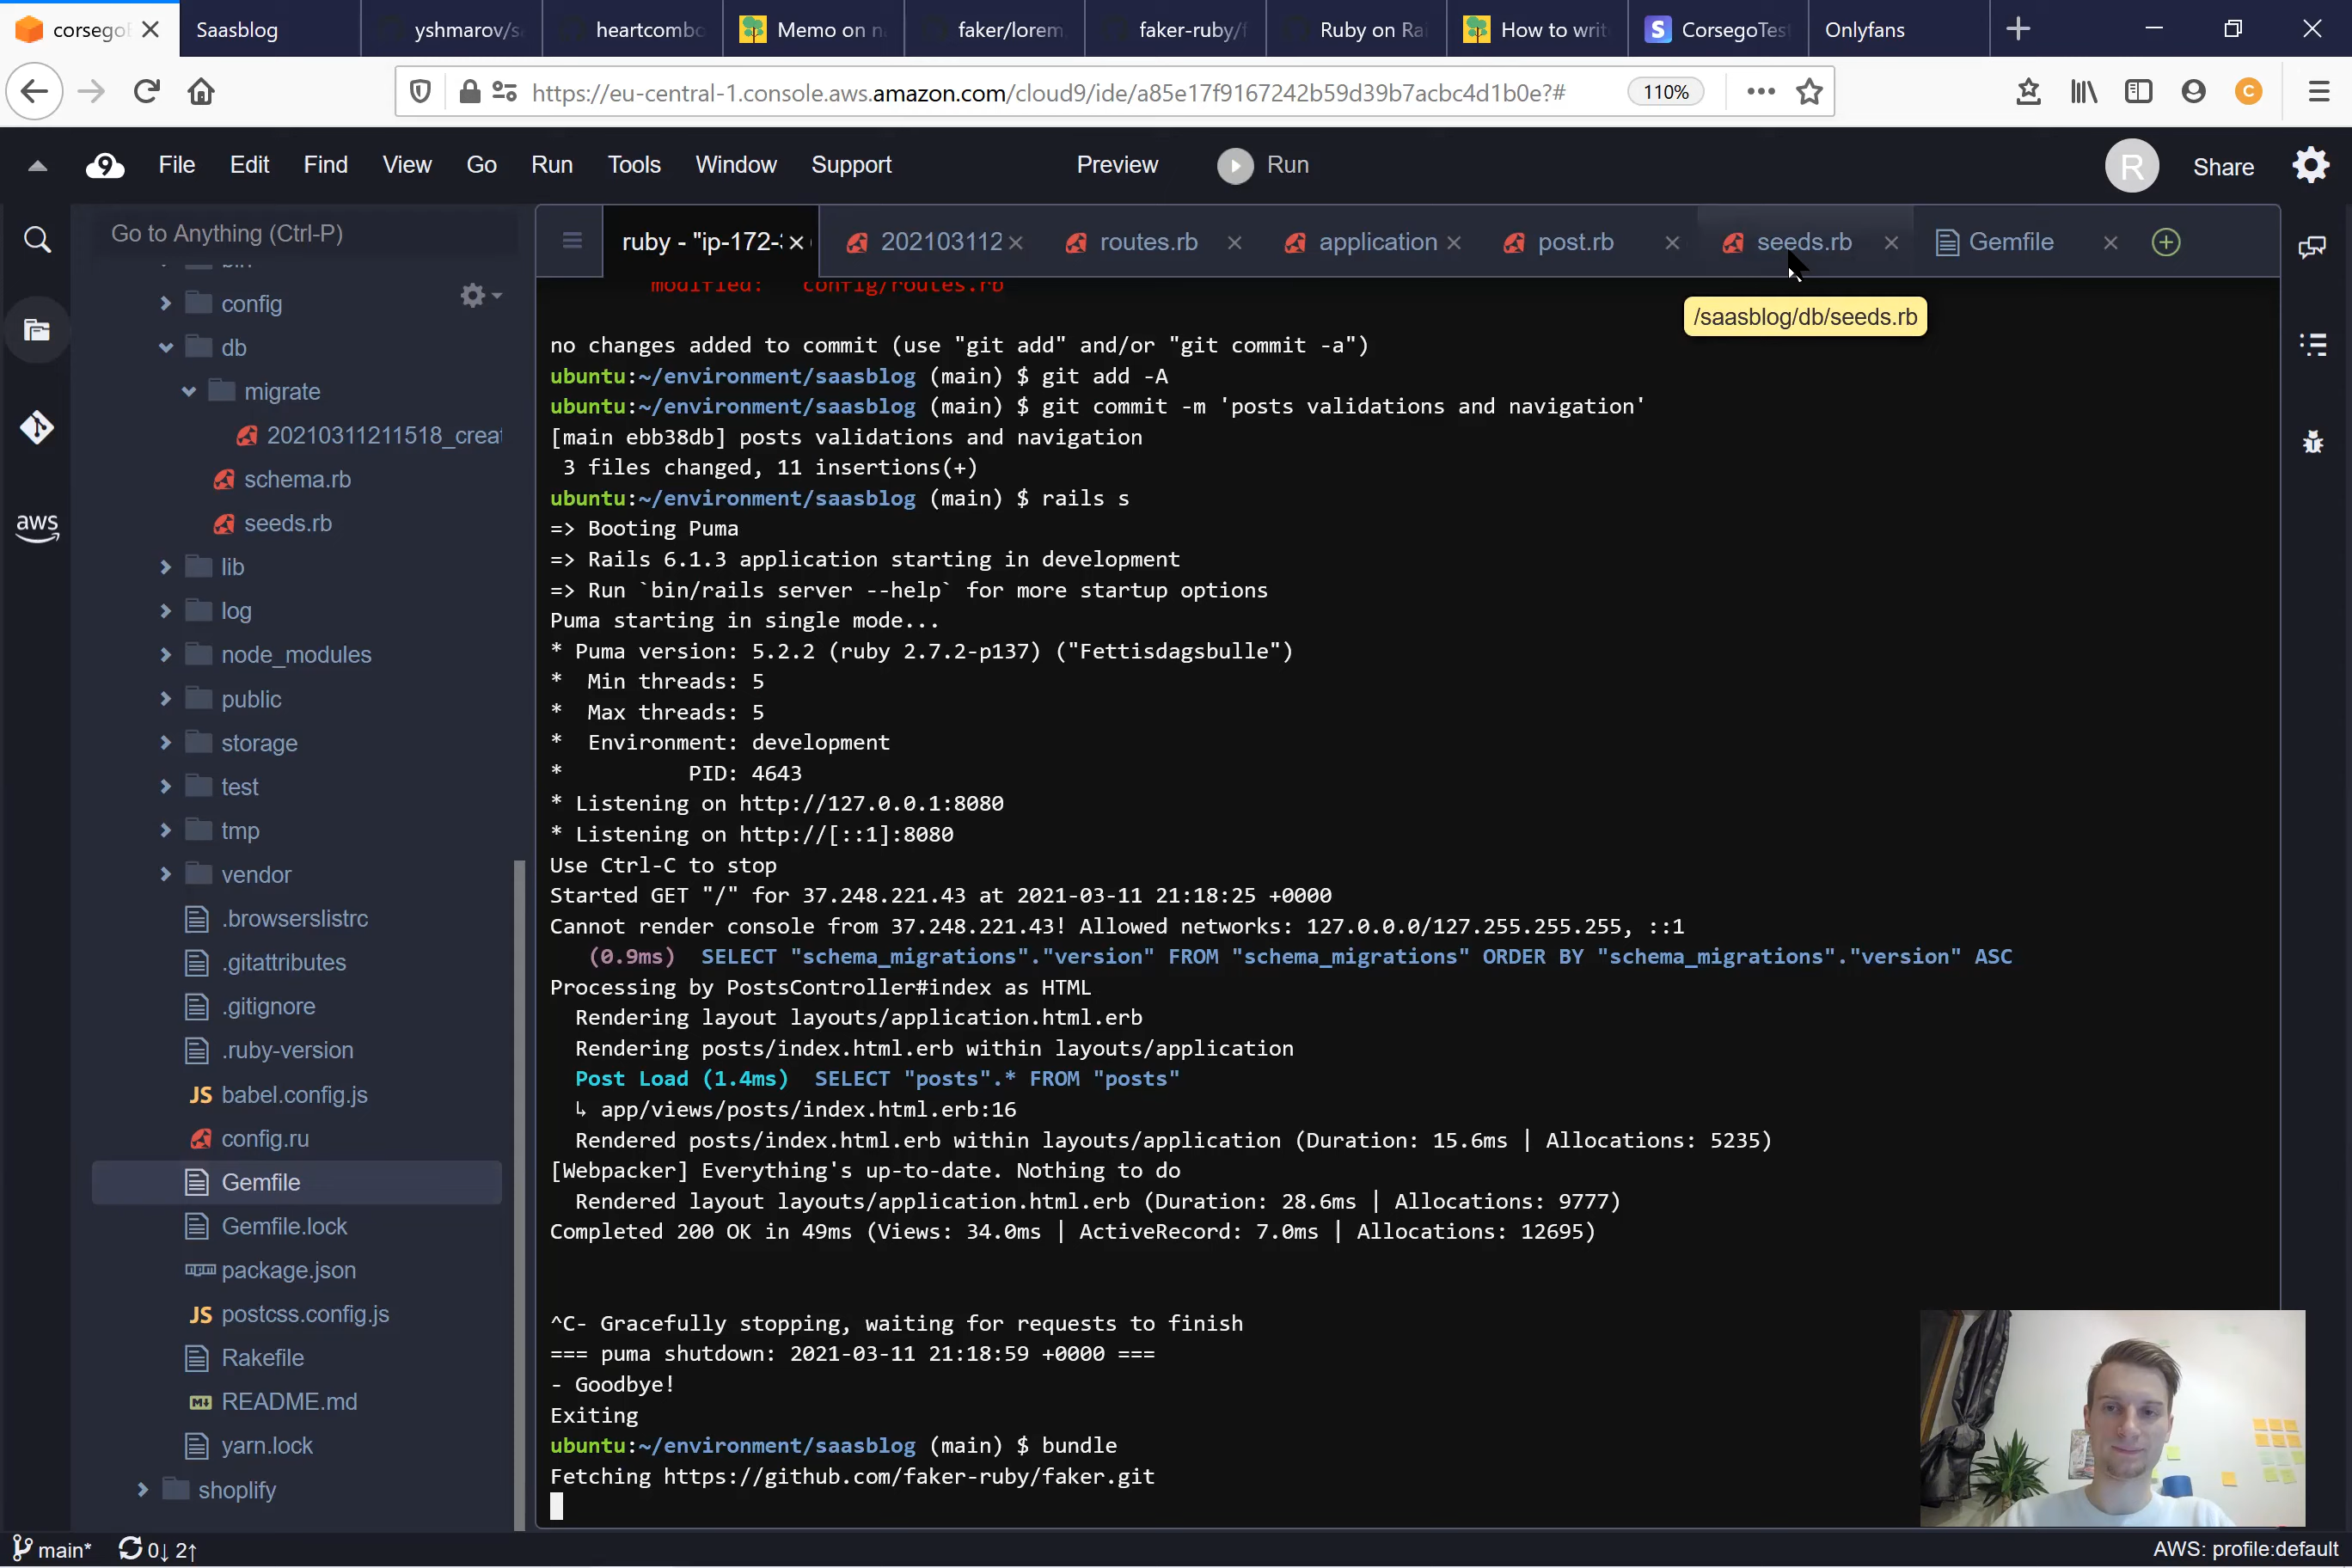 corsego
Saasblog
yshmarov/s
heartcombo
Memo on n
faker/lorem
faker-ruby/f
Ruby on Ra
How to writ
CorsegoTest
Onlyfans
https://eu-central-1.console.aws.amazon.com/cloud9/ide/a85e17f9167242b59d39b7acbc4d1b0e?#
110%
C
9
File Edit Find View Go Run Tools Window Support Preview Run
R
Share
Go to Anything (Ctrl-P)
ruby - "ip-172-
202103112
routes.rb
application
post.rb
seeds.rb
Gemfile
/saasblog/db/seeds.rb
aws
bin
config
db
migrate
20210311211518_creat
schema.rb
seeds.rb
lib
log
node_modules
public
storage
test
tmp
vendor
.browserslistrc
.gitattributes
.gitignore
.ruby-version
JS babel.config.js
config.ru
Gemfile
Gemfile.lock
package.json
JS postcss.config.js
Rakefile
README.md
yarn.lock
shoplify
modified: config/routes.rb
no changes added to commit (use "git add" and/or "git commit -a")
ubuntu:~/environment/saasblog (main) $ git add -A
ubuntu:~/environment/saasblog (main) $ git commit -m 'posts validations and navigation'
[main ebb38db] posts validations and navigation
3 files changed, 11 insertions(+)
ubuntu:~/environment/saasblog (main) $ rails s
=> Booting Puma
=> Rails 6.1.3 application starting in development
=> Run `bin/rails server --help` for more startup options
Puma starting in single mode...
* Puma version: 5.2.2 (ruby 2.7.2-p137) ("Fettisdagsbulle")
* Min threads: 5
* Max threads: 5
* Environment: development
* PID: 4643
* Listening on http://127.0.0.1:8080
* Listening on http://[::1]:8080
Use Ctrl-C to stop
Started GET "/" for 37.248.221.43 at 2021-03-11 21:18:25 +0000
Cannot render console from 37.248.221.43! Allowed networks: 127.0.0.0/127.255.255.255, ::1
(0.9ms) SELECT "schema_migrations"."version" FROM "schema_migrations" ORDER BY "schema_migrations"."version" ASC
Processing by PostsController#index as HTML
Rendering layout layouts/application.html.erb
Rendering posts/index.html.erb within layouts/application
Post Load (1.4ms) SELECT "posts".* FROM "posts"
↳ app/views/posts/index.html.erb:16
Rendered posts/index.html.erb within layouts/application (Duration: 15.6ms | Allocations: 5235)
[Webpacker] Everything's up-to-date. Nothing to do
Rendered layout layouts/application.html.erb (Duration: 28.6ms | Allocations: 9777)
Completed 200 OK in 49ms (Views: 34.0ms | ActiveRecord: 7.0ms | Allocations: 12695)
^C- Gracefully stopping, waiting for requests to finish
=== puma shutdown: 2021-03-11 21:18:59 +0000 ===
- Goodbye!
Exiting
ubuntu:~/environment/saasblog (main) $ bundle
Fetching https://github.com/faker-ruby/faker.git
main* 0↓ 2↑
AWS: profile:default